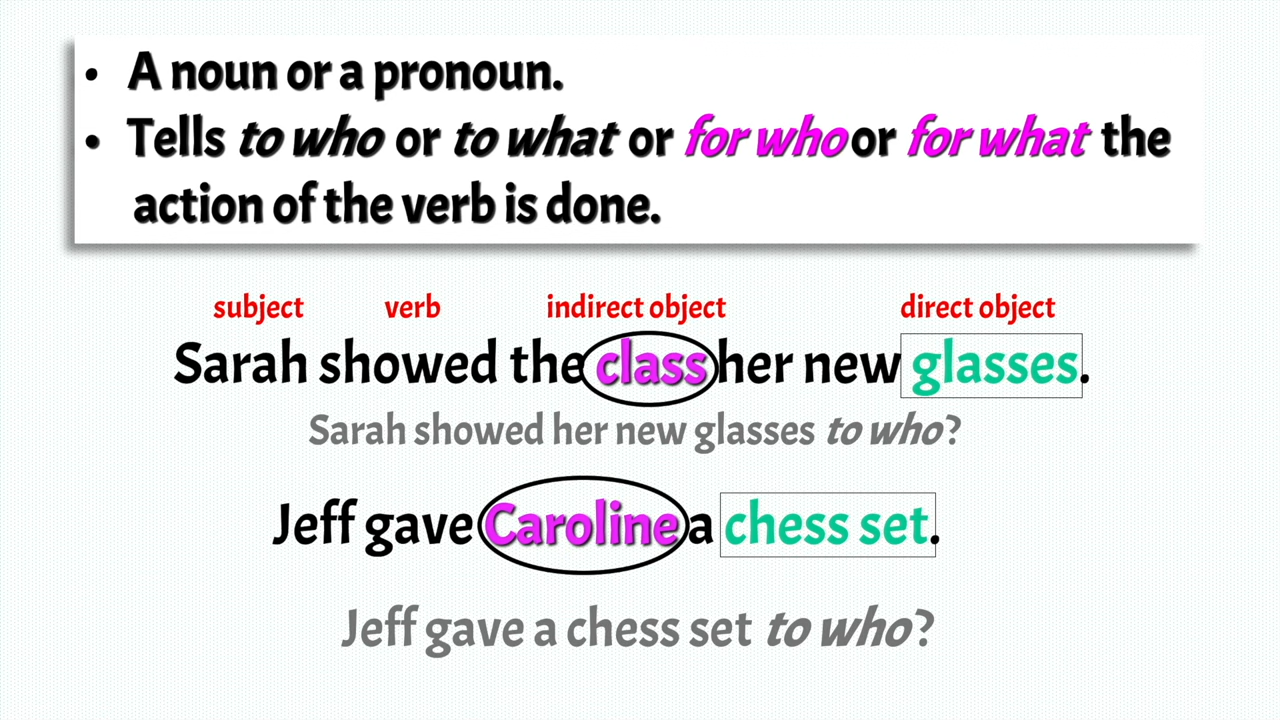 • A noun or a pronoun.
• Tells to who or to what or for who or for what the
action of the verb is done.
subject verb indirect object direct object
Sarah showed the class her new glasses.
Sarah showed her new glasses to who?
Jeff gave Caroline a chess set.
Jeff gave a chess set to who?